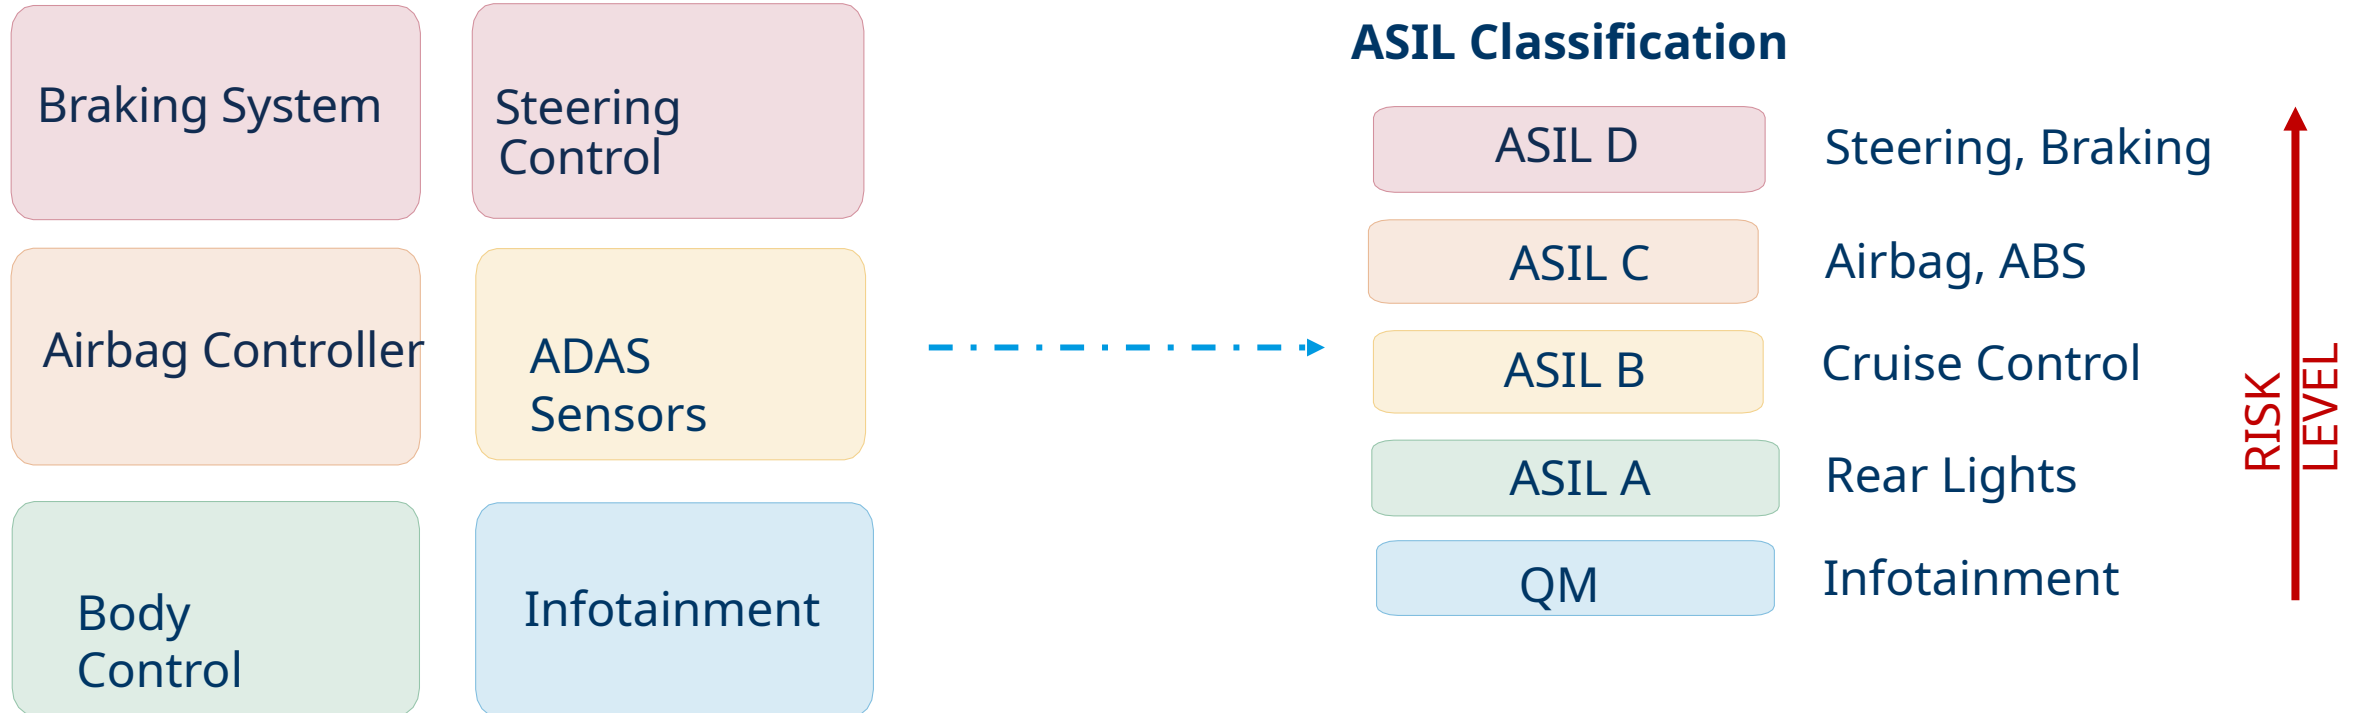 Braking System
Steering
Control
Airbag Controller
ADAS
Sensors
Body
Control
Infotainment
ASIL Classification
ASIL D
Steering, Braking
ASIL C
Airbag, ABS
ASIL B
Cruise Control
ASIL A
Rear Lights
QM
Infotainment
RISK
LEVEL